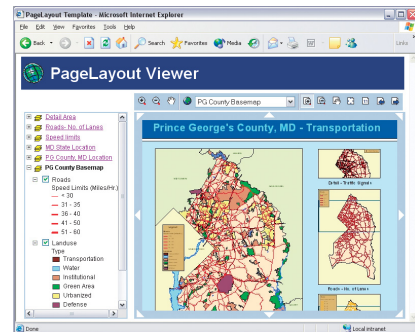 PageLayout Template - Microsoft Internet Explorer
File Edit View Favorites Tools Help
Back Search Favorites Media Links
PageLayout Viewer
PG County Basemap
Detail Area
Roads- No. of Lanes
Speed limits
MD State Location
PG County, MD Location
PG County Basemap
Roads
Speed Limits (Miles/Hr.)
< 30
31 - 35
36 - 40
41 - 50
51 - 60
Landuse
Type
Transportation
Water
Institutional
Green Area
Urbanized
Defense
Prince George's County, MD - Transportation
Detail - Traffic Signals
Roads - No. of Lanes
Done
Local intranet